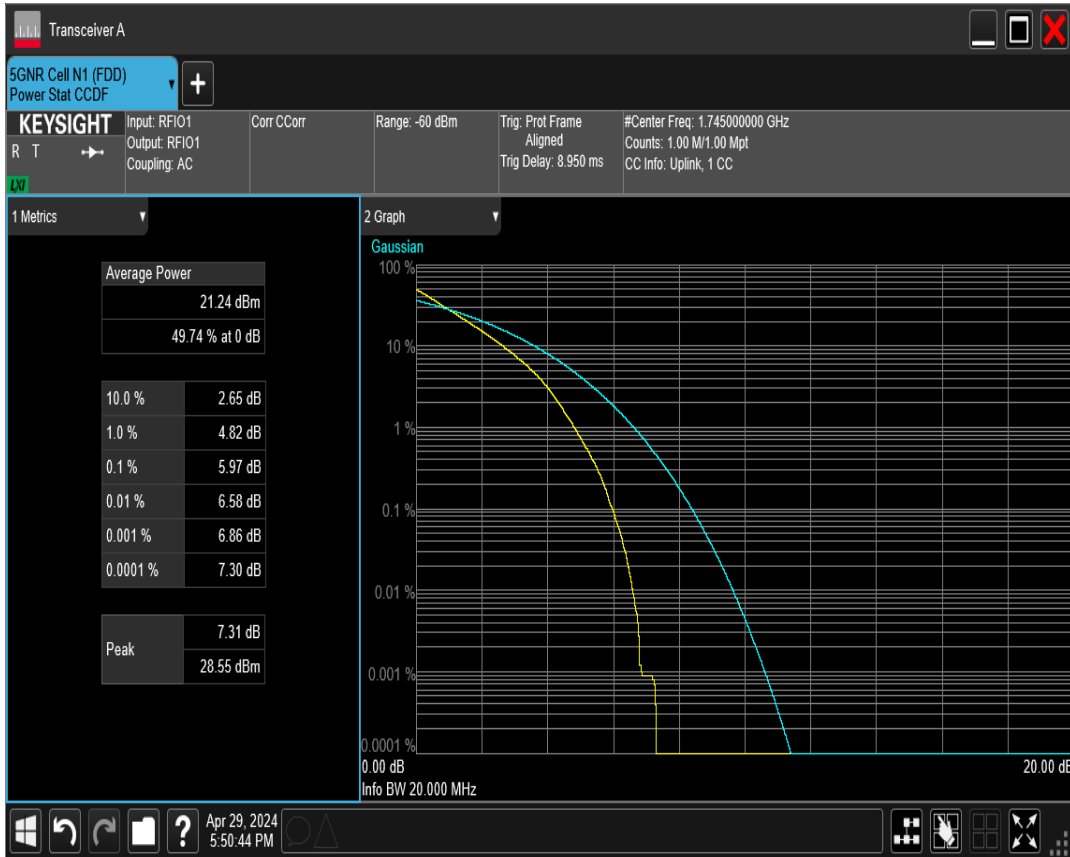 Transceiver A
5GNR Cell N1 (FDD)
Power Stat CCDF
KEYSIGHT
R T
LXI
Input: RFIO1
Output: RFIO1
Coupling: AC
Corr CCorr
Range: -60 dBm
Trig: Prot Frame
Aligned
Trig Delay: 8.950 ms
#Center Freq: 1.745000000 GHz
Counts: 1.00 M/1.00 Mpt
CC Info: Uplink, 1 CC
1 Metrics
Average Power
21.24 dBm
49.74 % at 0 dB
10.0 % 2.65 dB
1.0 % 4.82 dB
0.1 % 5.97 dB
0.01 % 6.58 dB
0.001 % 6.86 dB
0.0001 % 7.30 dB
Peak
7.31 dB
28.55 dBm
2 Graph
Gaussian
100 %
10 %
1 %
0.1 %
0.01 %
0.001 %
0.0001 %
0.00 dB 20.00 dB
Info BW 20.000 MHz
Apr 29, 2024
5:50:44 PM